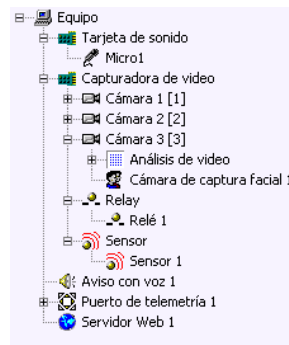 Equipo
Tarjeta de sonido
Micro1
Capturadora de video
Cámara 1 [1]
Cámara 2 [2]
Cámara 3 [3]
Análisis de video
Cámara de captura facial 1
Relay
Relé 1
Sensor
Sensor 1
Aviso con voz 1
Puerto de telemetría 1
Servidor Web 1